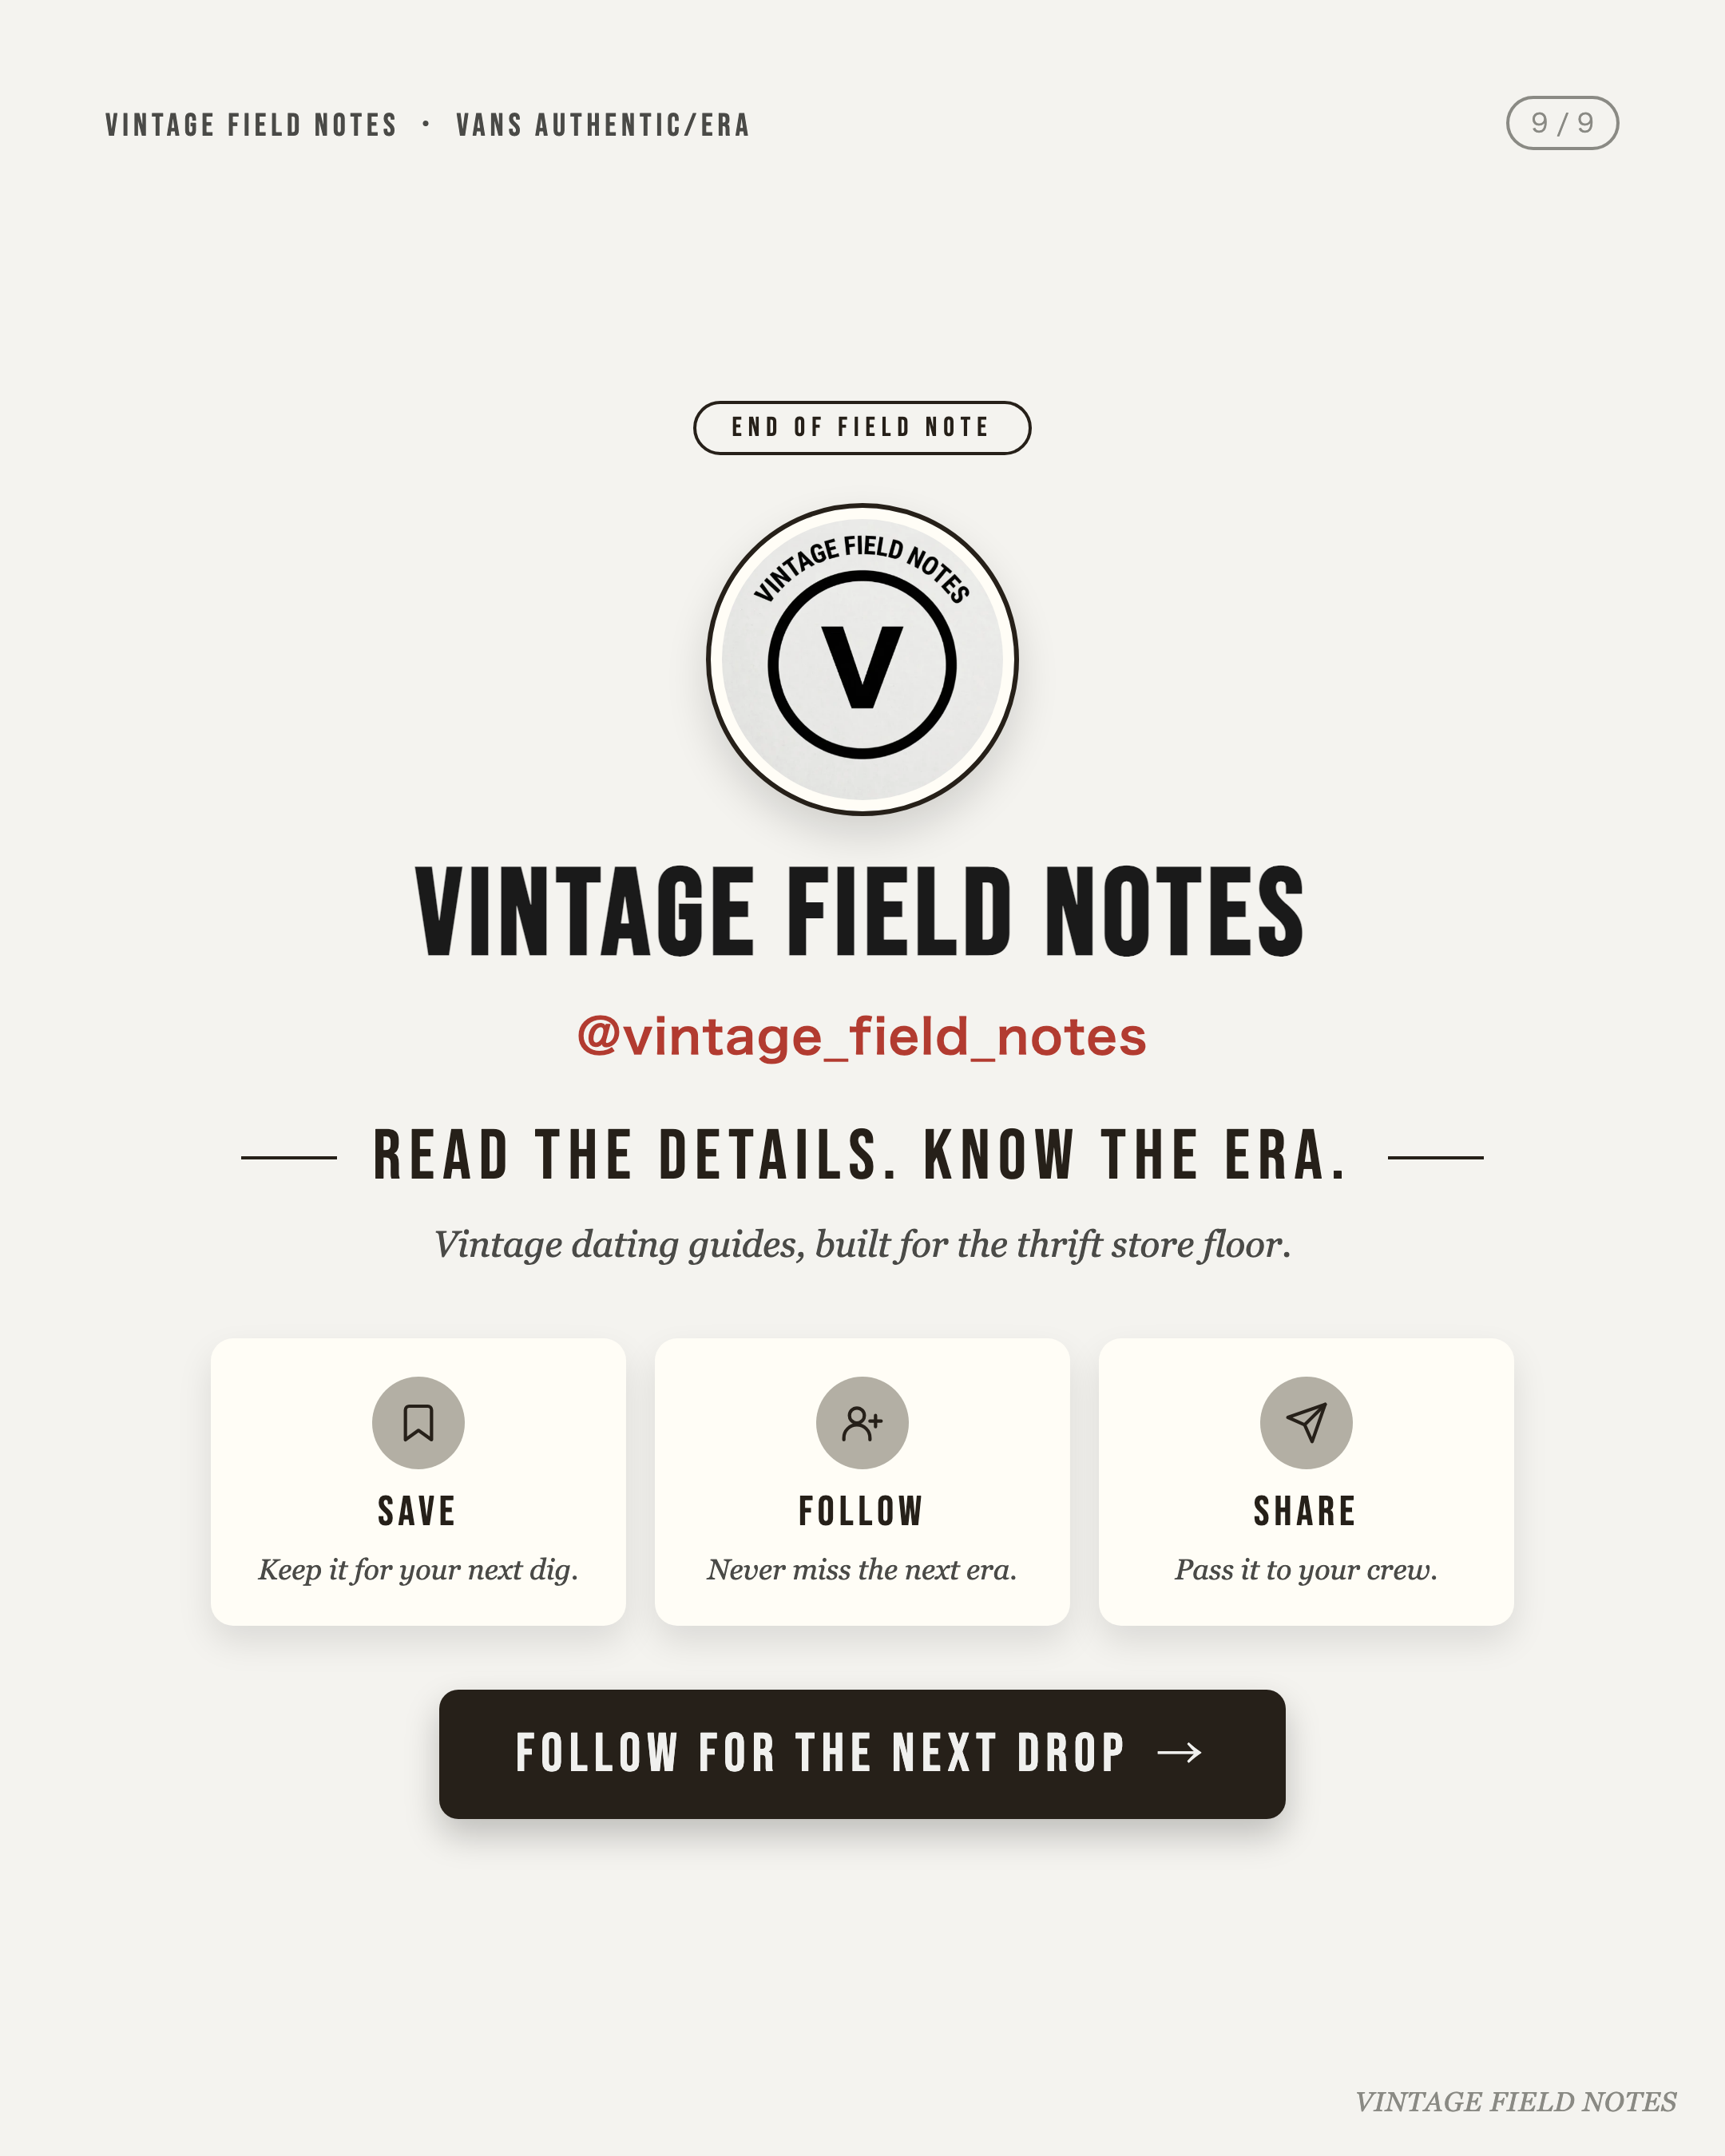 VINTAGE FIELD NOTES · VANS AUTHENTIC/ERA
9 / 9
END OF FIELD NOTE
VINTAGE FIELD NOTES
V
VINTAGE FIELD NOTES
@vintage_field_notes
READ THE DETAILS. KNOW THE ERA.
Vintage dating guides, built for the thrift store floor.
SAVE
Keep it for your next dig.
FOLLOW
Never miss the next era.
SHARE
Pass it to your crew.
FOLLOW FOR THE NEXT DROP →
VINTAGE FIELD NOTES